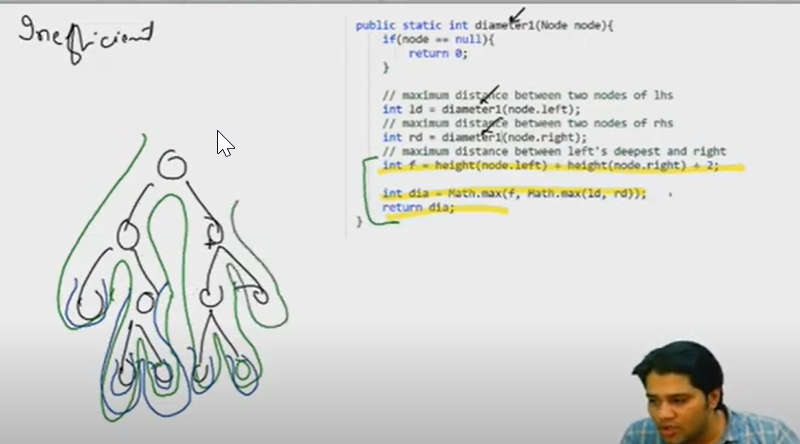 Inefficient
public static int diameter1(Node node){
if(node == null){
return 0;
}
// maximum distance between two nodes of lhs
int ld = diameter1(node.left);
// maximum distance between two nodes of rhs
int rd = diameter1(node.right);
// maximum distance between left's deepest and right
int f = height(node.left) + height(node.right) + 2;
int dia = Math.max(f, Math.max(ld, rd));
return dia;
}